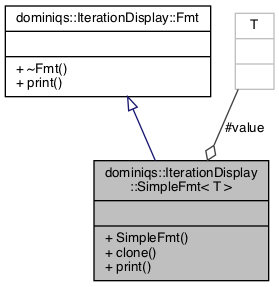 dominiqs::IterationDisplay::Fmt
+ ~Fmt()
+ print()
T
#value
dominiqs::IterationDisplay
::SimpleFmt< T >
+ SimpleFmt()
+ clone()
+ print()